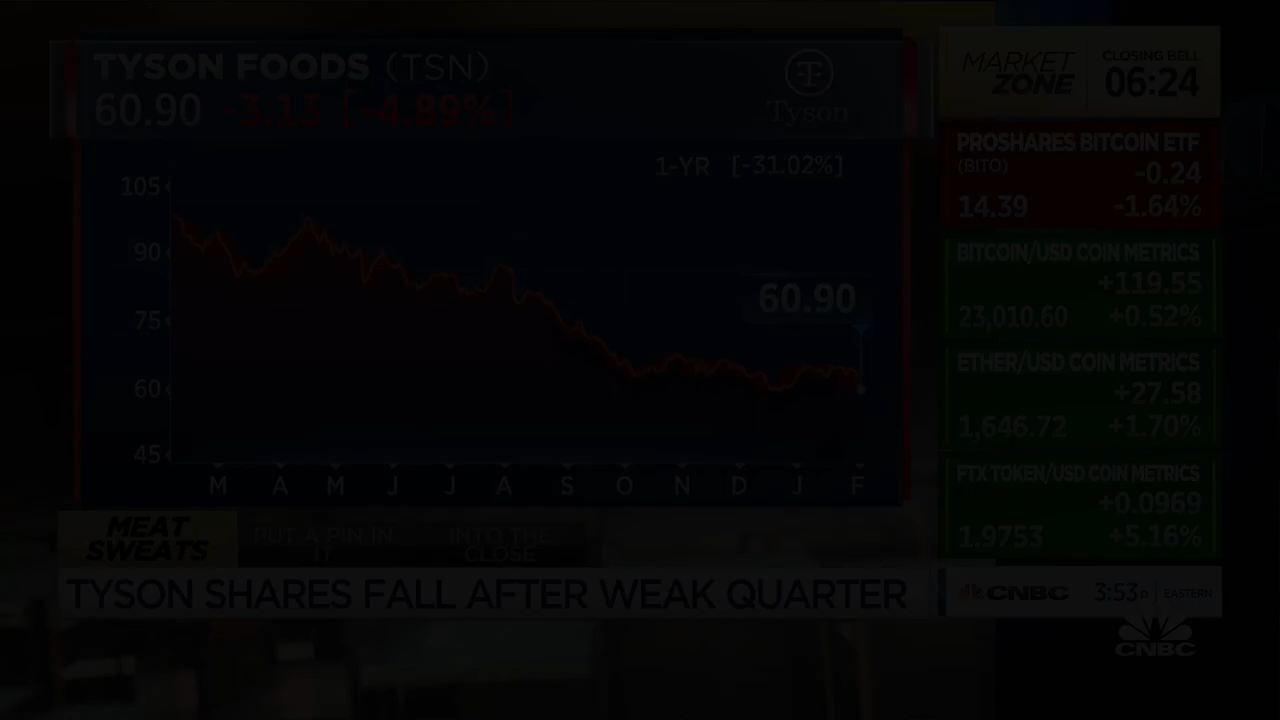 TYSON FOODS (TSN)
60.90 -3.13 [-4.89%]
Tyson
1-YR [-31.02%]
105
90
75
60
45
60.90
M A M J J A S O N D J F
MEAT SWEATS
PUT A PIN IN IT
INTO THE CLOSE
TYSON SHARES FALL AFTER WEAK QUARTER
MARKET ZONE
CLOSING BELL
06:24
PROSHARES BITCOIN ETF
(BITO) -0.24
14.39 -1.64%
BITCOIN/USD COIN METRICS
+119.55
23,010.60 +0.52%
ETHER/USD COIN METRICS
+27.58
1,646.72 +1.70%
FTX TOKEN/USD COIN METRICS
+0.0969
1.9753 +5.16%
CNBC 3:53P EASTERN
CNBC